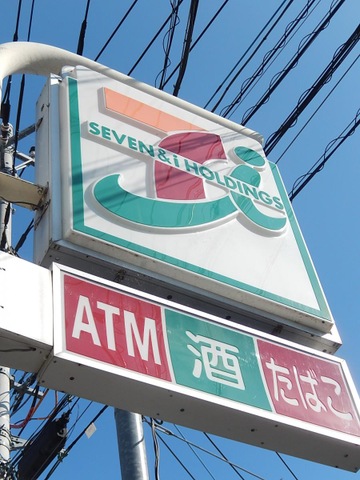 SEVEN&i HOLDINGS
ATM 酒 たばこ